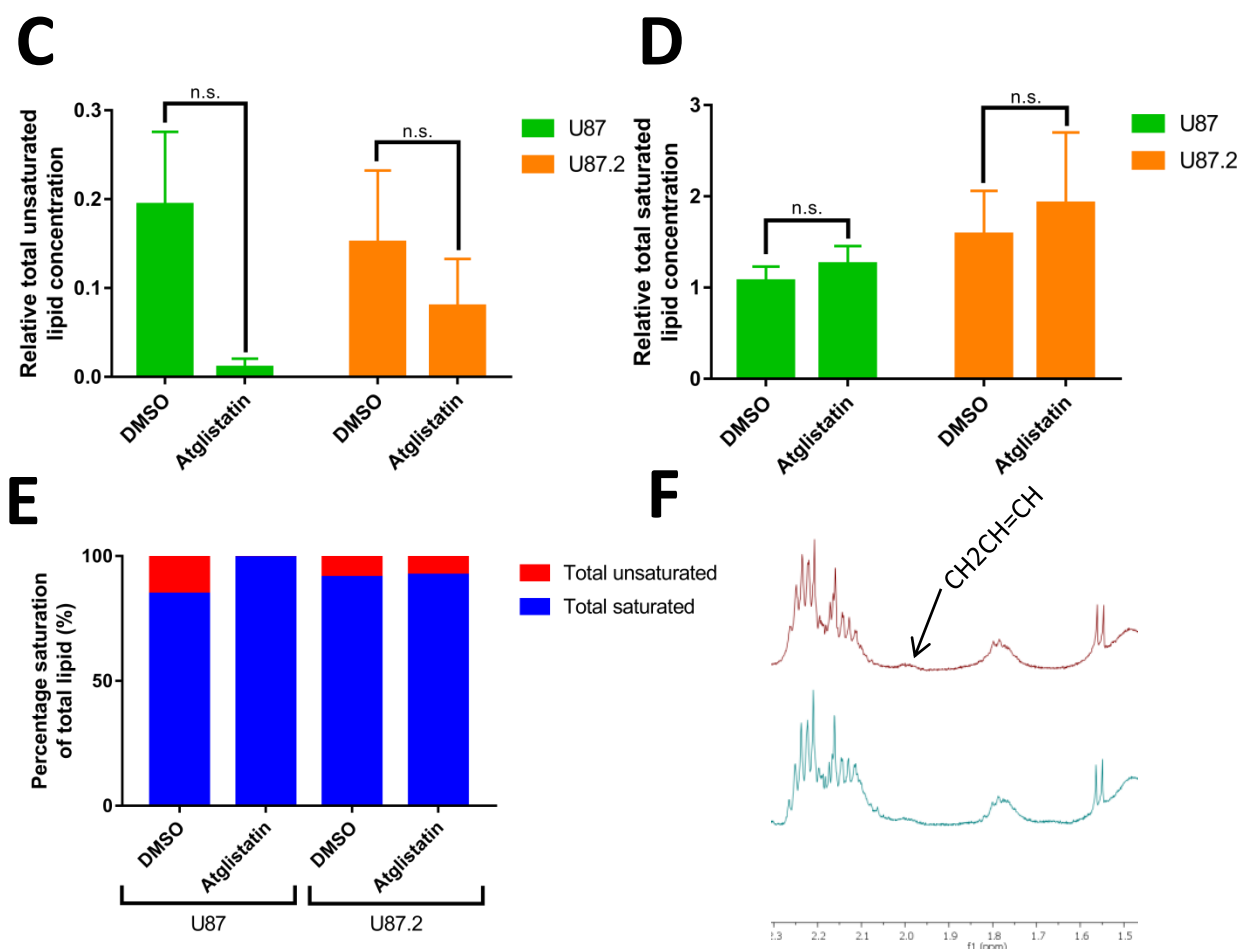 C
Relative total unsaturated
lipid concentration
0.3
0.2
0.1
0.0
n.s.
n.s.
U87
U87.2
DMSO
Atglistatin
DMSO
Atglistatin
D
Relative total saturated
lipid concentration
3
2
1
0
n.s.
n.s.
U87
U87.2
DMSO
Atglistatin
DMSO
Atglistatin
E
Percentage saturation
of total lipid (%)
100
50
0
Total unsaturated
Total saturated
DMSO
Atglistatin
DMSO
Atglistatin
U87
U87.2
F
CH2CH=CH
2.3 2.2 2.1 2.0 1.9 1.8 1.7 1.6 1.5
f1 (ppm)